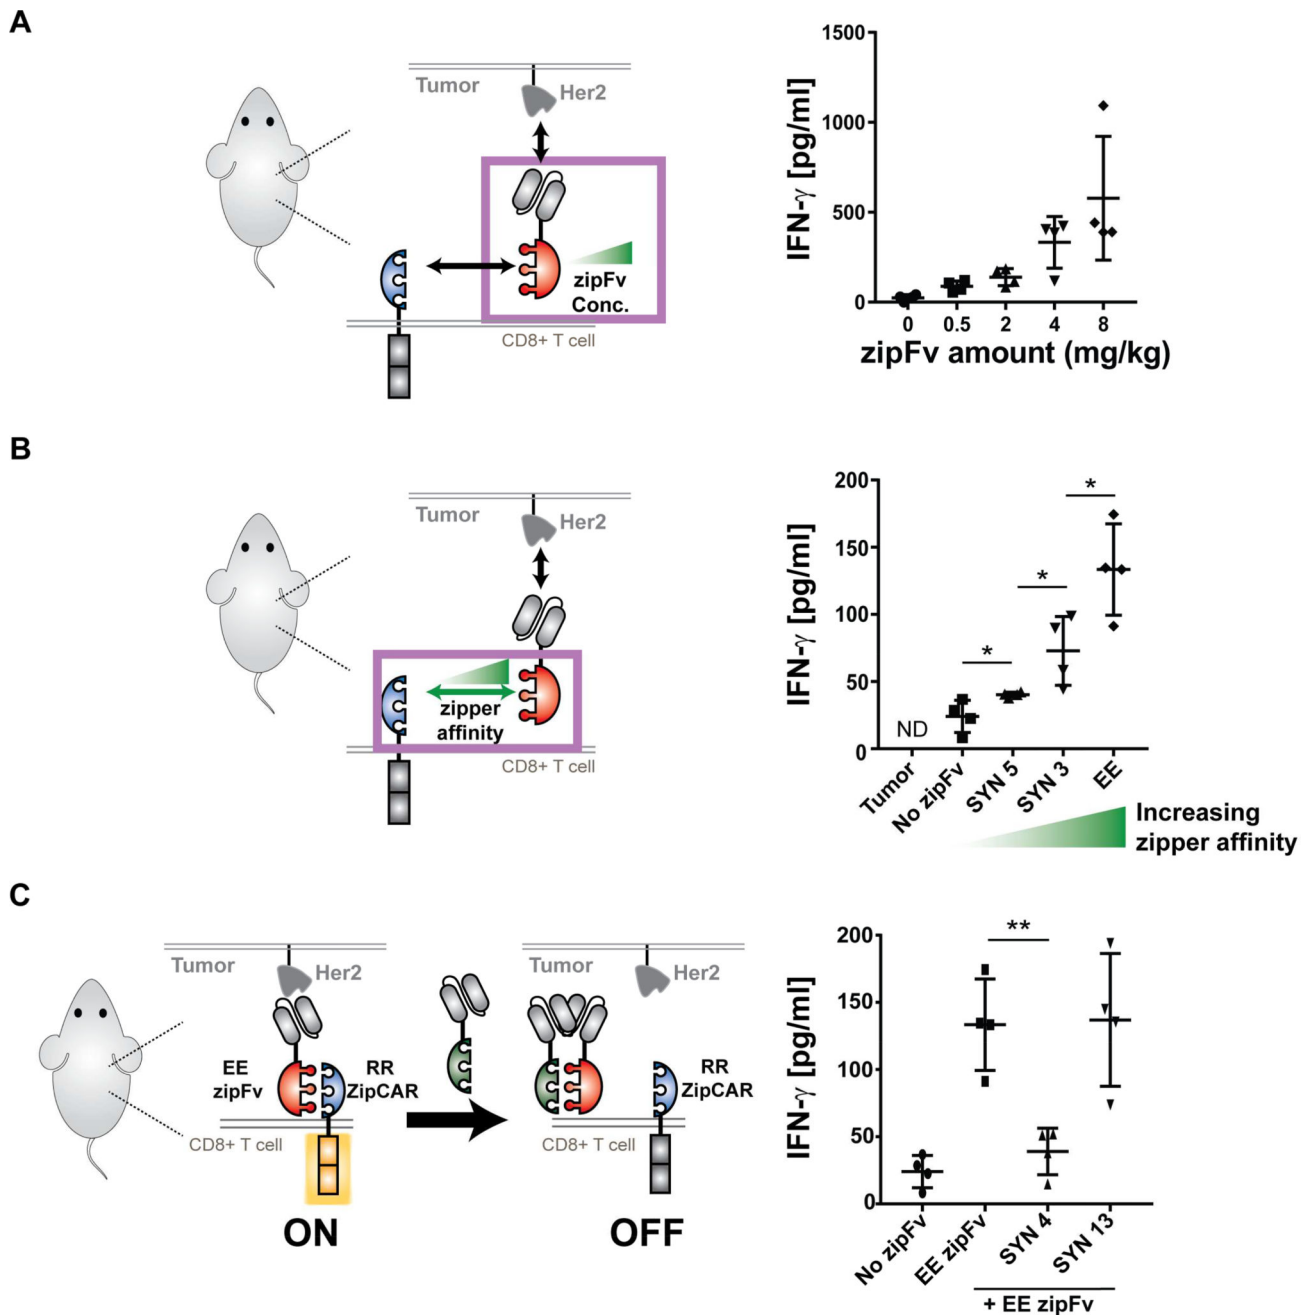 A
Tumor
Her2
zipFv
Conc.
CD8+ T cell
IFN-γ [pg/ml]
1500
1000
500
0
0 0.5 2 4 8
zipFv amount (mg/kg)
B
Tumor
Her2
zipper
affinity
CD8+ T cell
IFN-γ [pg/ml]
200
150
100
50
0
ND
*
*
*
Tumor
No zipFv
SYN 5
SYN 3
EE
Increasing
zipper affinity
C
Tumor
Her2
EE
zipFv
RR
ZipCAR
CD8+ T cell
ON
Tumor
Her2
RR
ZipCAR
CD8+ T cell
OFF
IFN-γ [pg/ml]
200
150
100
50
0
**
No zipFv
EE zipFv
SYN 4
SYN 13
+ EE zipFv